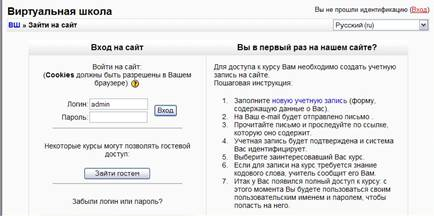 Виртуальная школа
Вы не прошли идентификацию (Вход)
ВШ » Зайти на сайт
Русский (ru)
Вход на сайт
Войти на сайт:
(Cookies должны быть разрешены в Вашем
браузере)
Логин: admin
Пароль:
Вход
Некоторые курсы могут позволять гостевой
доступ:
Зайти гостем
Забыли логин или пароль?
Вы в первый раз на нашем сайте?
Для доступа к курсу Вам необходимо создать учетную
запись на сайте.
Пошаговая инструкция:
1. Заполните новую учетную запись (форму,
содержащую данные о Вас).
2. На Ваш e-mail будет отправлено письмо .
3. Прочитайте письмо и проследуйте по ссылке,
которую оно содержит.
4. Учетная запись будет подтверждена и система
Вас идентифицирует.
5. Выберите заинтересовавший Вас курс.
6. Если для записи на курс требуется знание
кодового слова, учитель сообщит его Вам.
7. Итак у Вас появился полный доступ к курсу: с
этого момента Вы будете пользоваться своим
пользовательским именем и паролем, чтобы
попасть на него.